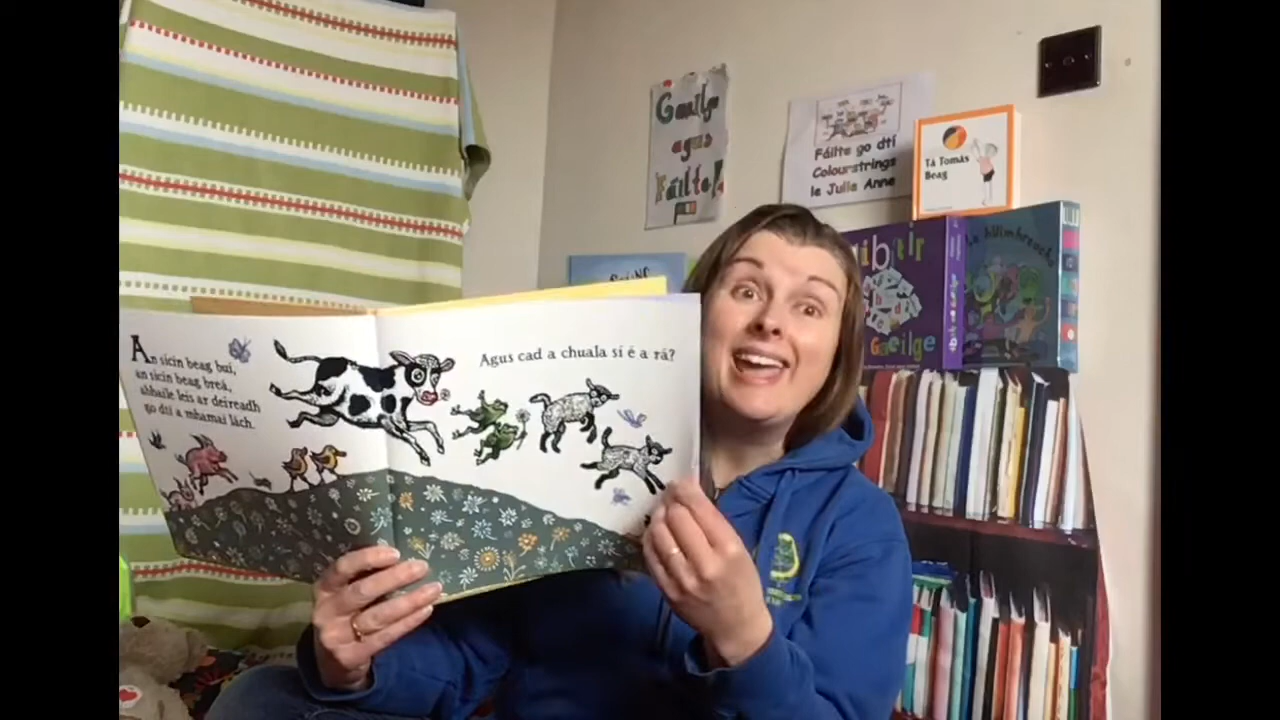 An sicín beag buí,
an sicín beag breá,
abhaile leis ar deireadh
go dtí a mhamaí lách.
Agus cad a chuala sí é a rá?
Gaeilge
agus
Fáilte!
Fáilte go dtí
Colourstrings
le Julie Anne
Tá Tomás
Beag
Gaeilge